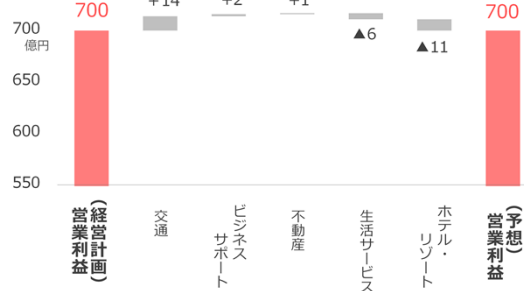 700
+14
+2
+1
700
700
億円
▲6
▲11
650
600
550
(経営計画)
営業利益
交通
ビジネス
サポート
不動産
生活サービス
ホテル・
リゾート
(予想)
営業利益